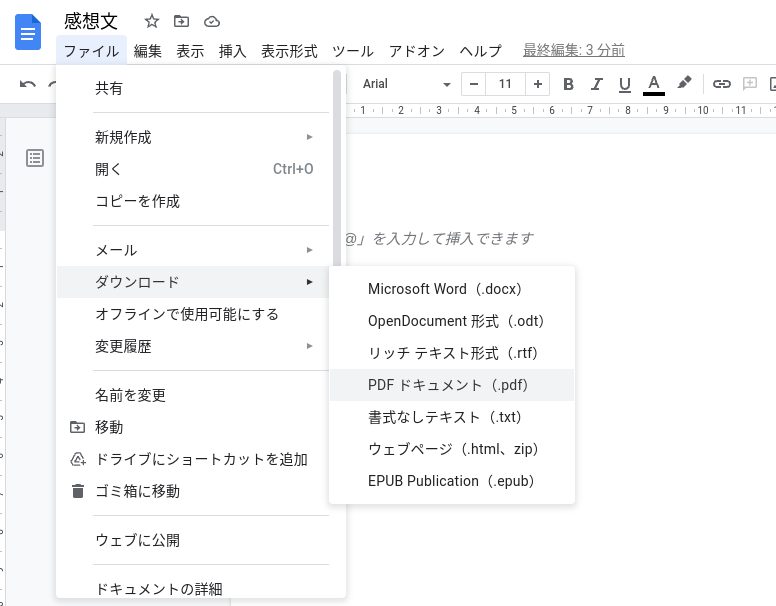 感想文
ファイル 編集 表示 挿入 表示形式 ツール アドオン ヘルプ 最終編集: 3 分前
Arial 11 B I U A
1 2 3 4 5 6 7 8 9 10 11
共有
新規作成
開く Ctrl+O
コピーを作成
@」を入力して挿入できます
メール
ダウンロード
オフラインで使用可能にする
変更履歴
名前を変更
移動
ドライブにショートカットを追加
ゴミ箱に移動
ウェブに公開
ドキュメントの詳細
Microsoft Word（.docx）
OpenDocument 形式（.odt）
リッチ テキスト形式（.rtf）
PDF ドキュメント（.pdf）
書式なしテキスト（.txt）
ウェブページ（.html、zip）
EPUB Publication（.epub）